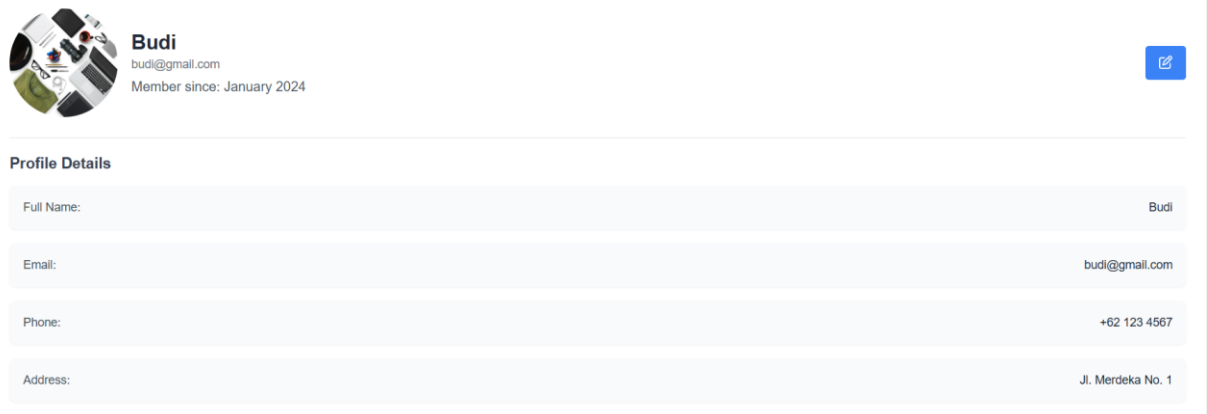 Budi
budi@gmail.com
Member since: January 2024
Profile Details
Full Name: Budi
Email: budi@gmail.com
Phone: +62 123 4567
Address: Jl. Merdeka No. 1